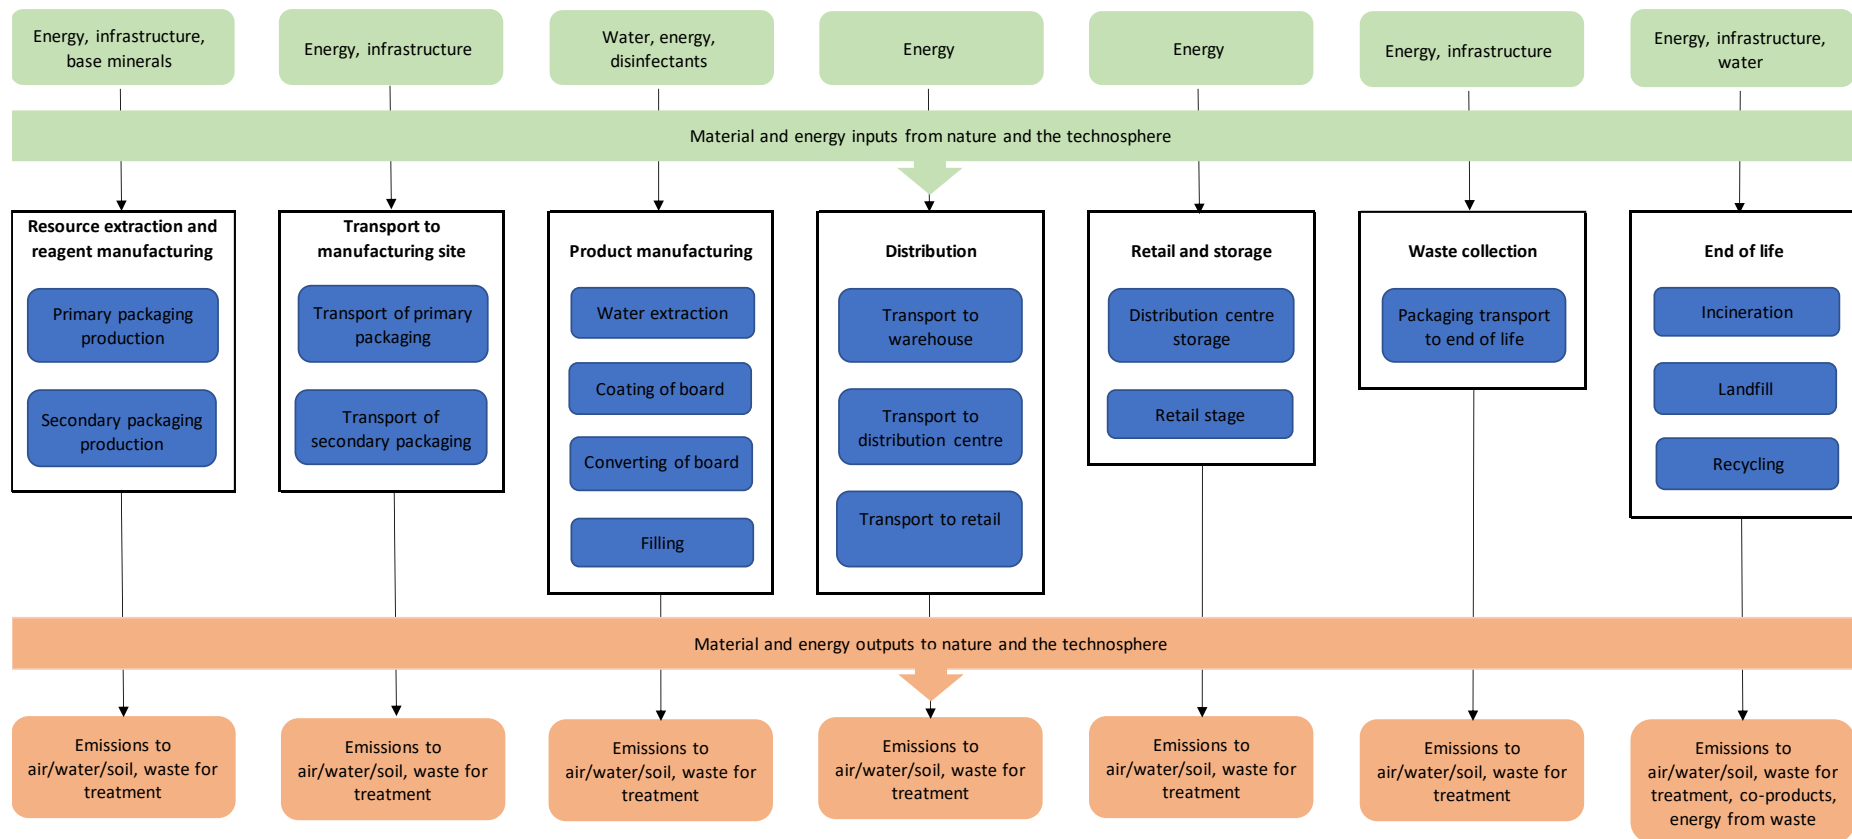 Energy, infrastructure,
base minerals
Energy, infrastructure
Water, energy,
disinfectants
Energy
Energy
Energy, infrastructure
Energy, infrastructure,
water
Material and energy inputs from nature and the technosphere
Resource extraction and
reagent manufacturing
Primary packaging
production
Secondary packaging
production
Transport to
manufacturing site
Transport of primary
packaging
Transport of
secondary packaging
Product manufacturing
Water extraction
Coating of board
Converting of board
Filling
Distribution
Transport to
warehouse
Transport to
distribution centre
Transport to retail
Retail and storage
Distribution centre
storage
Retail stage
Waste collection
Packaging transport
to end of life
End of life
Incineration
Landfill
Recycling
Material and energy outputs to nature and the technosphere
Emissions to
air/water/soil, waste for
treatment
Emissions to
air/water/soil, waste for
treatment
Emissions to
air/water/soil, waste for
treatment
Emissions to
air/water/soil, waste for
treatment
Emissions to
air/water/soil, waste for
treatment
Emissions to
air/water/soil, waste for
treatment
Emissions to
air/water/soil, waste for
treatment, co-products,
energy from waste